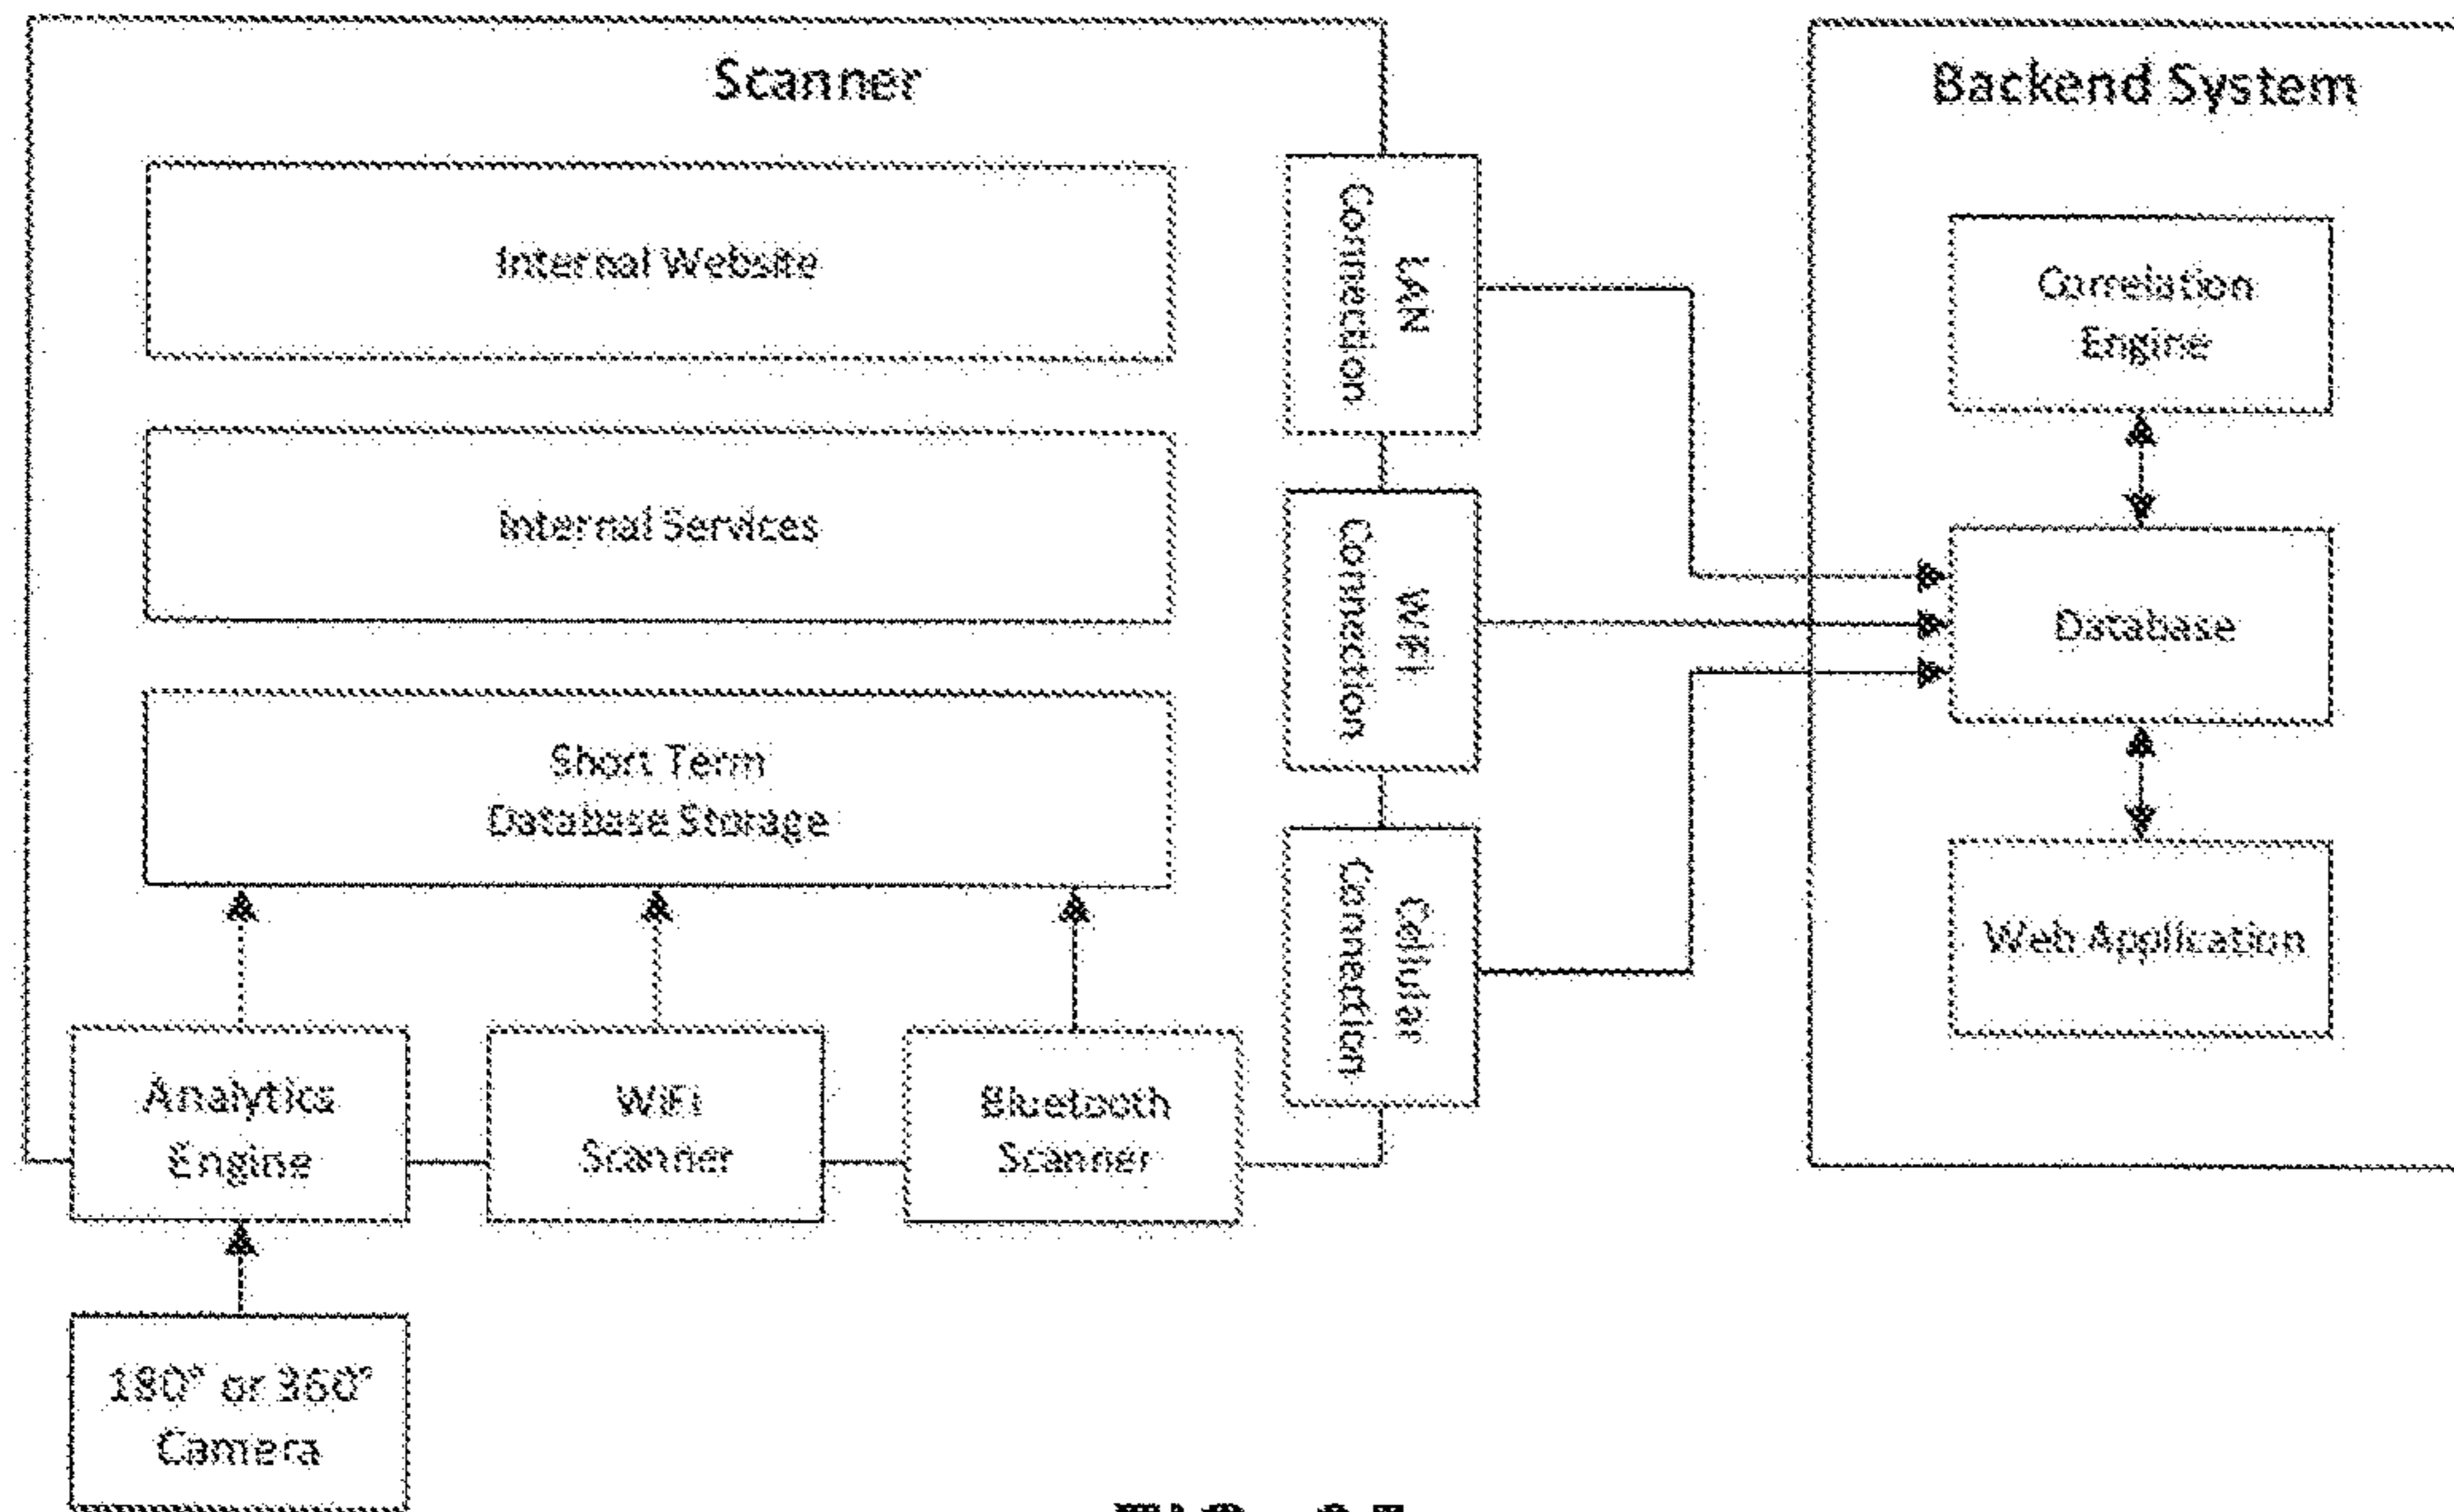 Scanner
Internal Website
Internal Services
Short Term
Database Storage
Analytics
Engine
WiFi
Scanner
Bluetooth
Scanner
180° or 360°
Camera
LAN
Connection
WiFi
Connection
Cellular
Connection
Backend System
Correlation
Engine
Database
Web Application